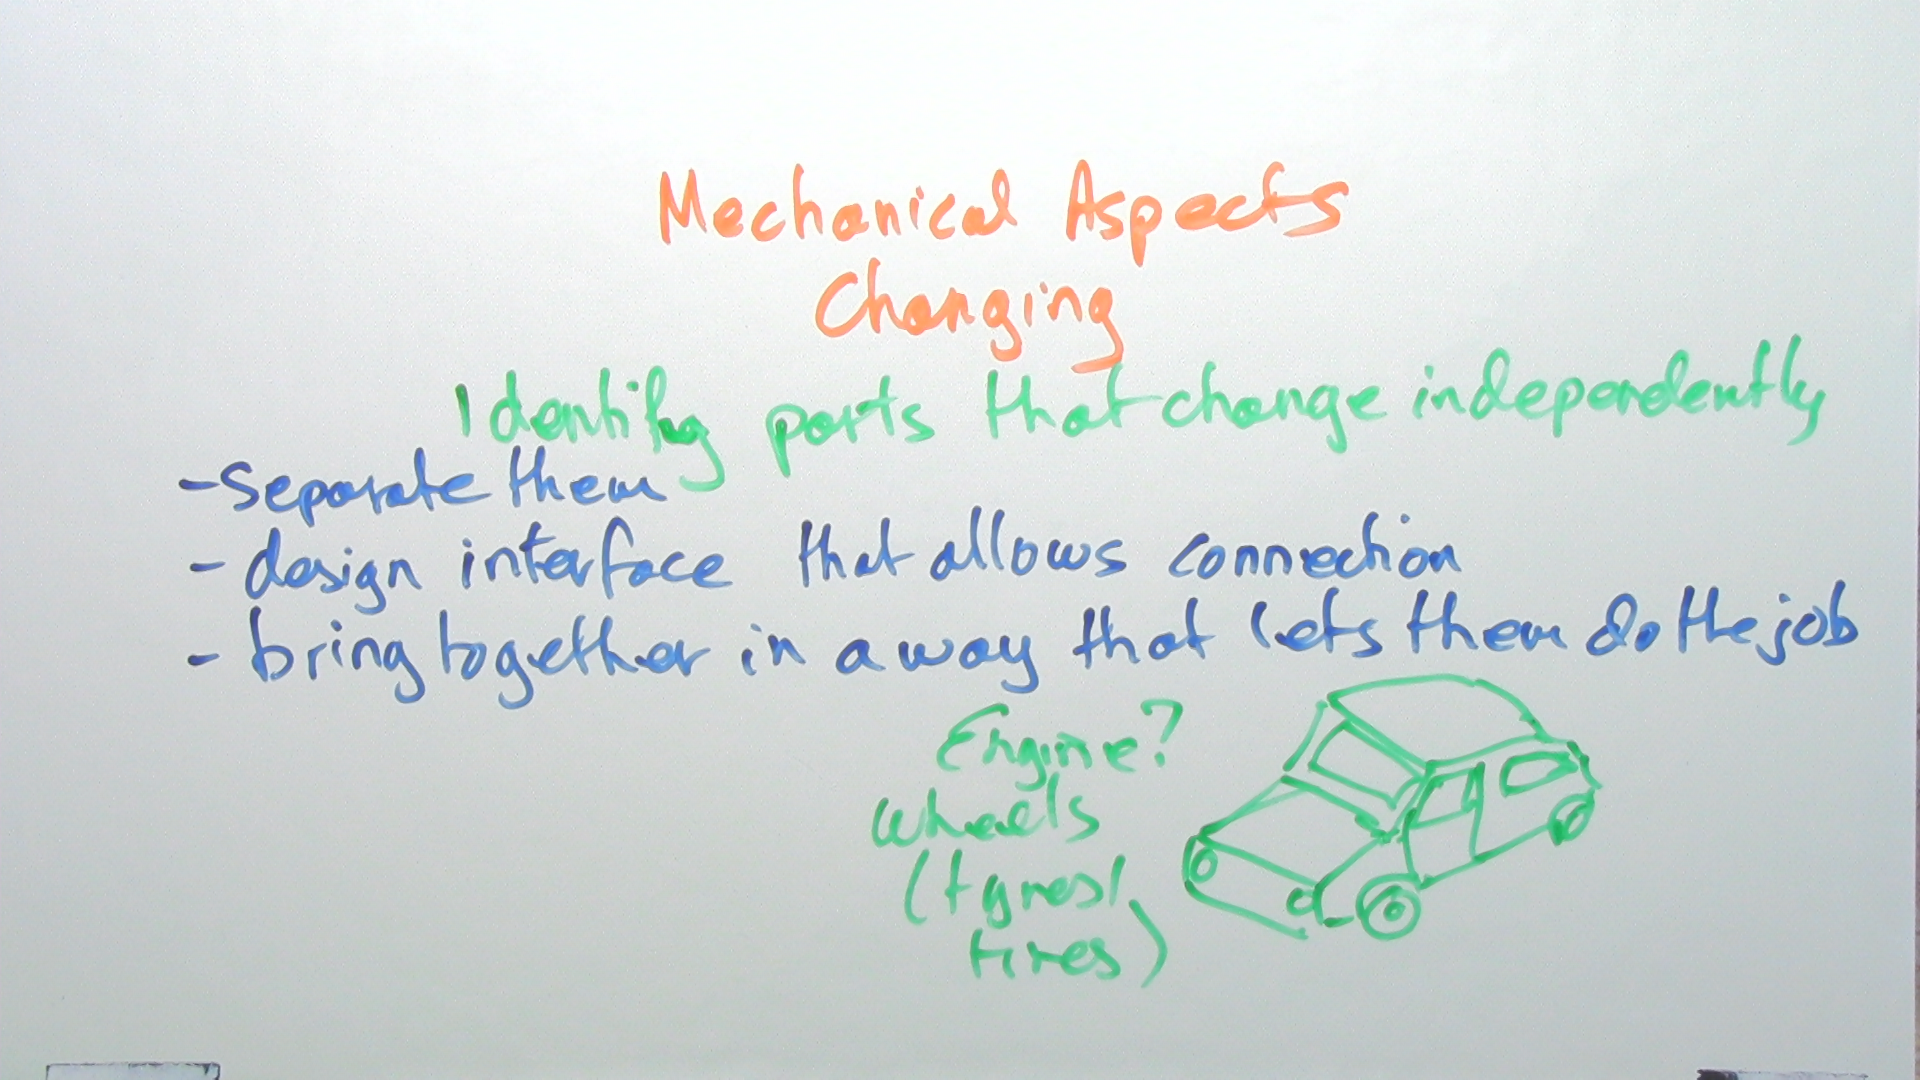 Mechanical Aspects
Changing
Identify parts that change independently
- separate them
- design interface that allows connection
- bring together in a way that lets them do the job
Engine?
wheels
(tyres/
tires)